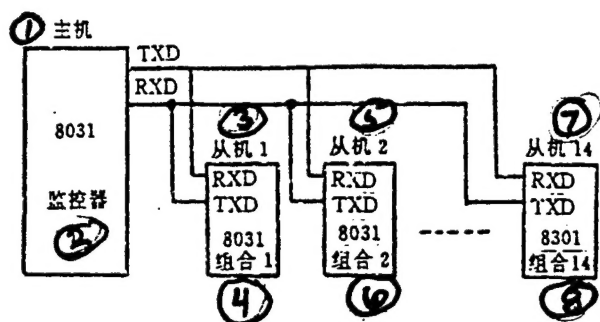 ① 主机
TXD
RXD
8031
监控器
②
③
从机 1
RXD
TXD
8031
组合 1
④
⑤
从机 2
RXD
TXD
8031
组合 2
⑥
⑦
从机 14
RXD
TXD
8301
组合 14
⑧